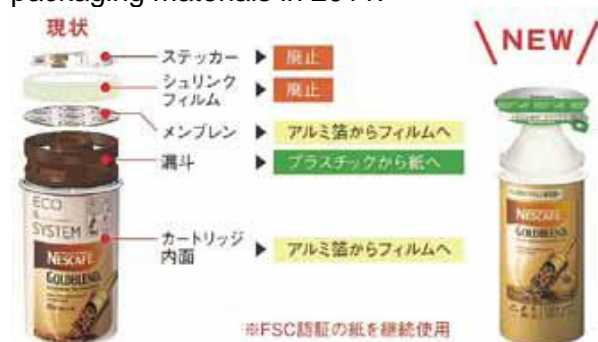 packaging materials in 2017.
現状
NEW
ステッカー ▶ 廃止
シュリンク
フィルム ▶ 廃止
メンブレン ▶ アルミ箔からフィルムへ
漏斗 ▶ プラスチックから紙へ
カートリッジ
内面 ▶ アルミ箔からフィルムへ
ECO
&
SYSTEM
NESCAFÉ
GOLDBLEND
NESCAFÉ
GOLDBLEND
※FSC認証の紙を継続使用